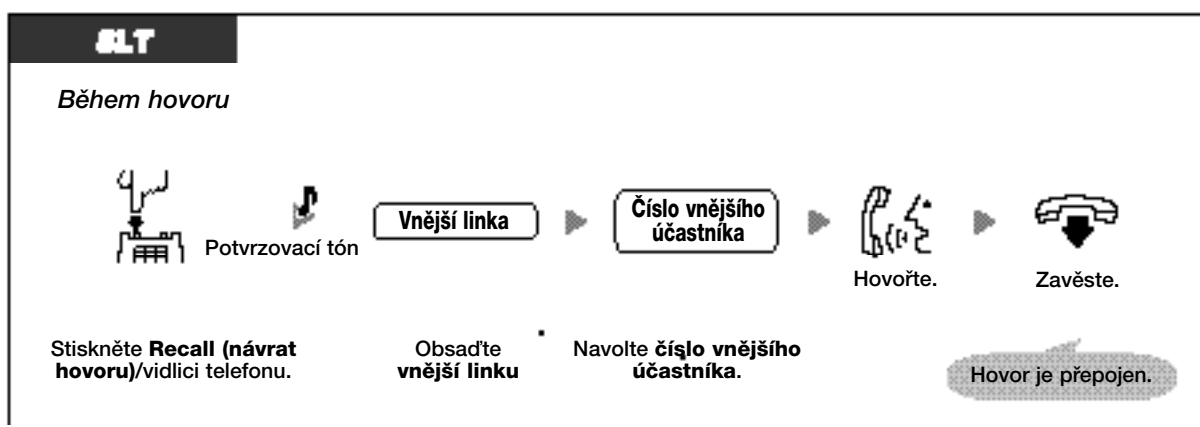 SLT
Během hovoru
Potvrzovací tón
Vnější linka
Číslo vnějšího
účastníka
Hovořte.
Zavěste.
Stiskněte Recall (návrat
hovoru)/vidlici telefonu.
Obsaďte
vnější linku
Navolte číslo vnějšího
účastníka.
Hovor je přepojen.